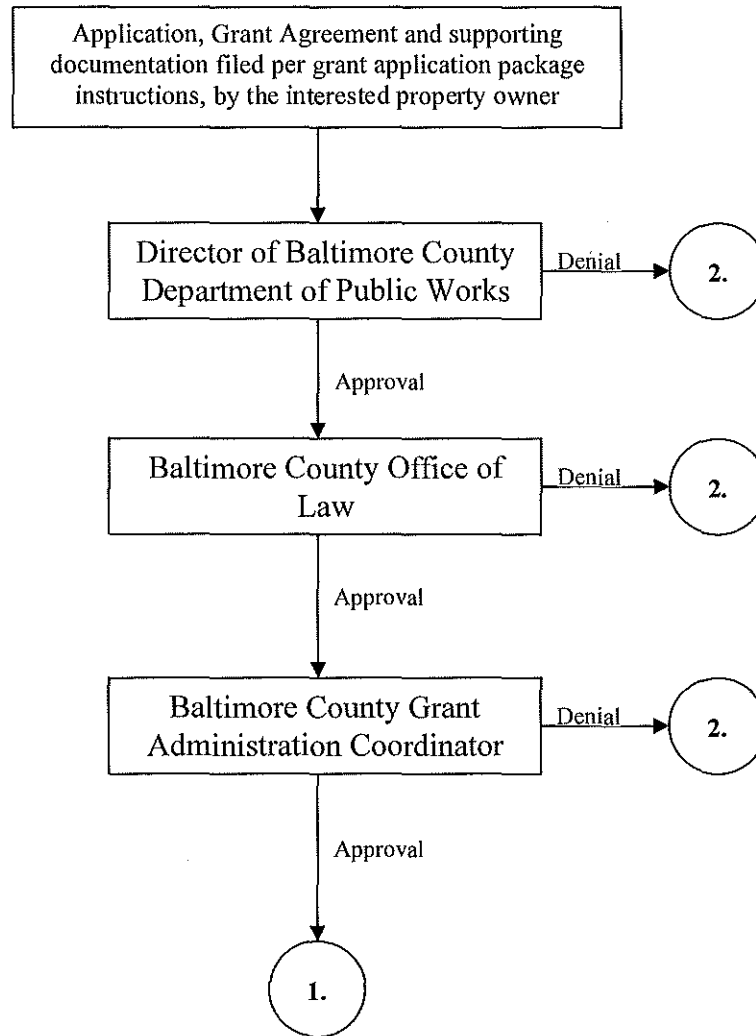 Application, Grant Agreement and supporting
documentation filed per grant application package
instructions, by the interested property owner
Director of Baltimore County
Department of Public Works
Denial
2.
Approval
Baltimore County Office of
Law
Denial
2.
Approval
Baltimore County Grant
Administration Coordinator
Denial
2.
Approval
1.